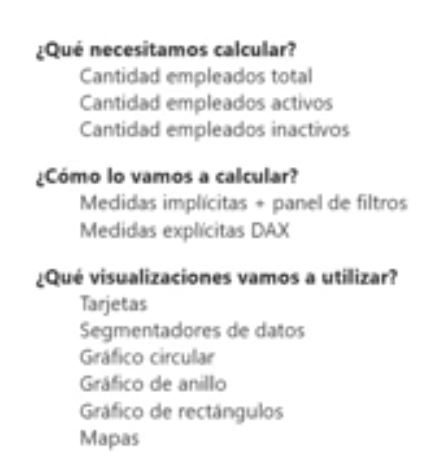 ¿Qué necesitamos calcular?
Cantidad empleados total
Cantidad empleados activos
Cantidad empleados inactivos
¿Cómo lo vamos a calcular?
Medidas implícitas + panel de filtros
Medidas explícitas DAX
¿Qué visualizaciones vamos a utilizar?
Tarjetas
Segmentadores de datos
Gráfico circular
Gráfico de anillo
Gráfico de rectángulos
Mapas